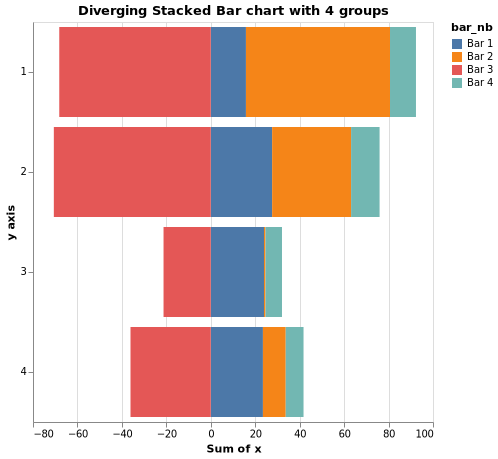 Diverging Stacked Bar chart with 4 groups
bar_nb
Bar 1
Bar 2
Bar 3
Bar 4
y axis
1
2
3
4
−80 −60 −40 −20 0 20 40 60 80 100
Sum of x